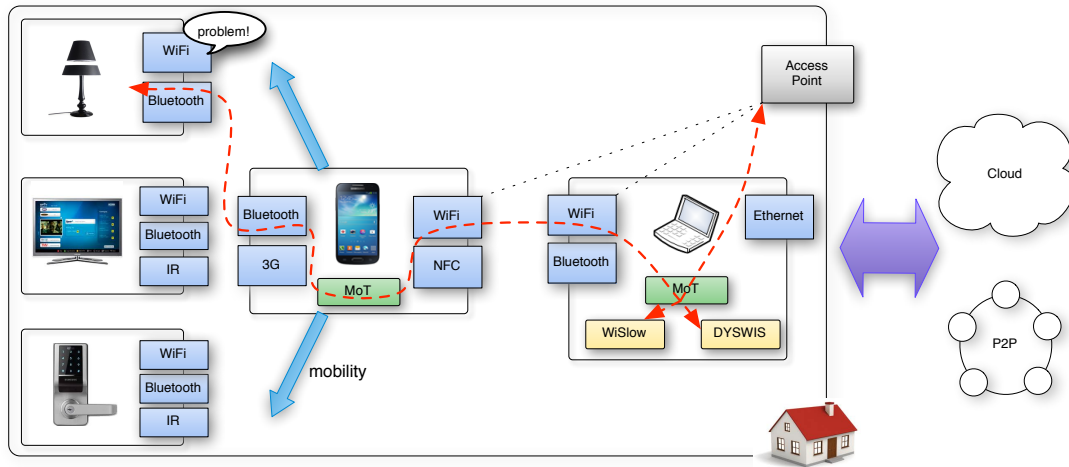 problem!
WiFi
Bluetooth
Access
Point
Cloud
WiFi
Bluetooth
IR
Bluetooth
3G
WiFi
NFC
MoT
WiFi
Bluetooth
Ethernet
MoT
WiSlow
DYSWIS
P2P
mobility
WiFi
Bluetooth
IR